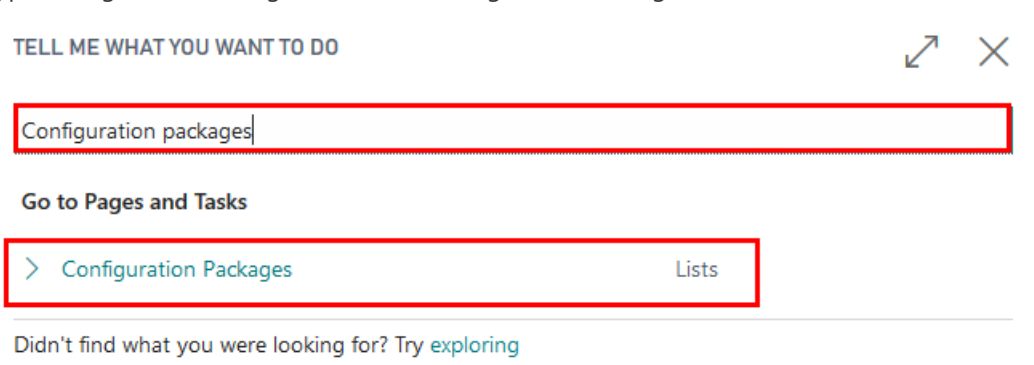 TELL ME WHAT YOU WANT TO DO
Configuration packages
Go to Pages and Tasks
Configuration Packages Lists
Didn't find what you were looking for? Try exploring